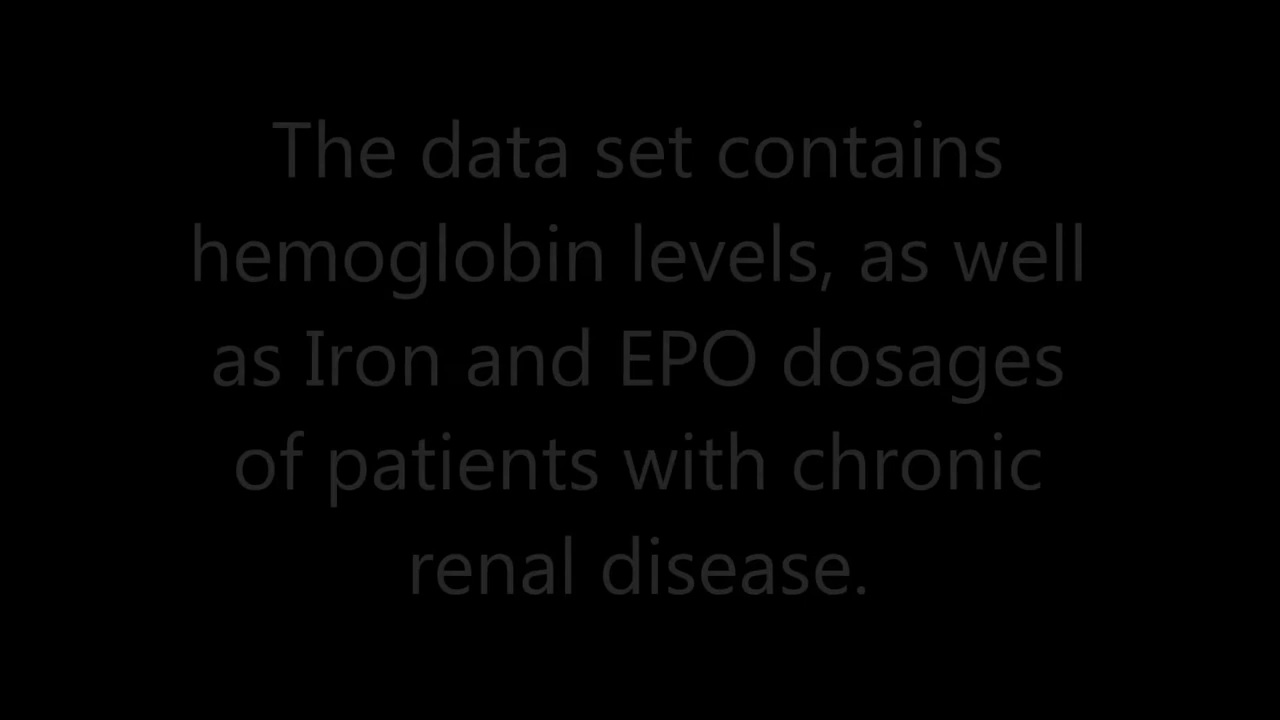 The data set contains
hemoglobin levels, as well
as Iron and EPO dosages
of patients with chronic
renal disease.